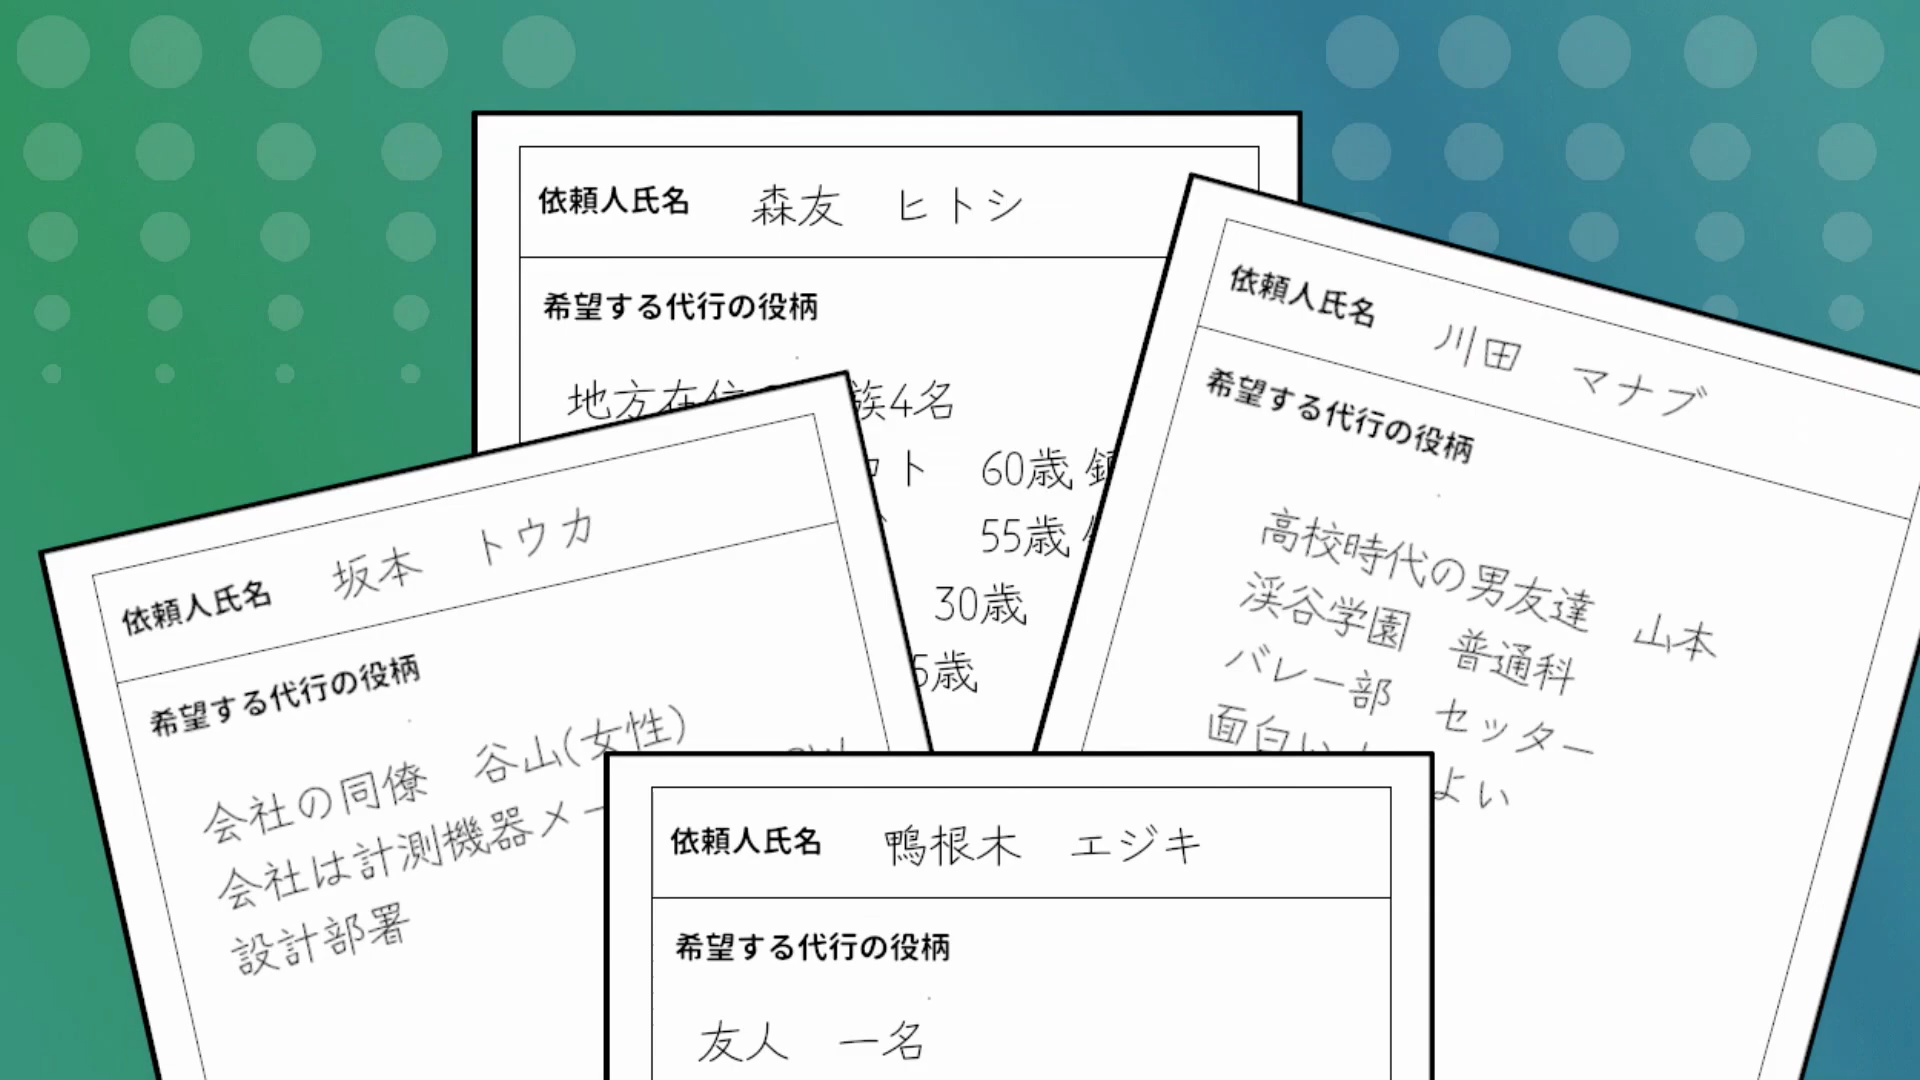 依頼人氏名 森友 ヒトシ
希望する代行の役柄
地方在住 族4名
ト 60歳
55歳
30歳
5歳
依頼人氏名 川田 マナブ
希望する代行の役柄
高校時代の男友達 山本
渓谷学園 普通科
バレー部 セッター
面白い よい
依頼人氏名 坂本 トウカ
希望する代行の役柄
会社の同僚 谷山(女性)
会社は計測機器メー
設計部署
依頼人氏名 鴨根木 エジキ
希望する代行の役柄
友人 一名